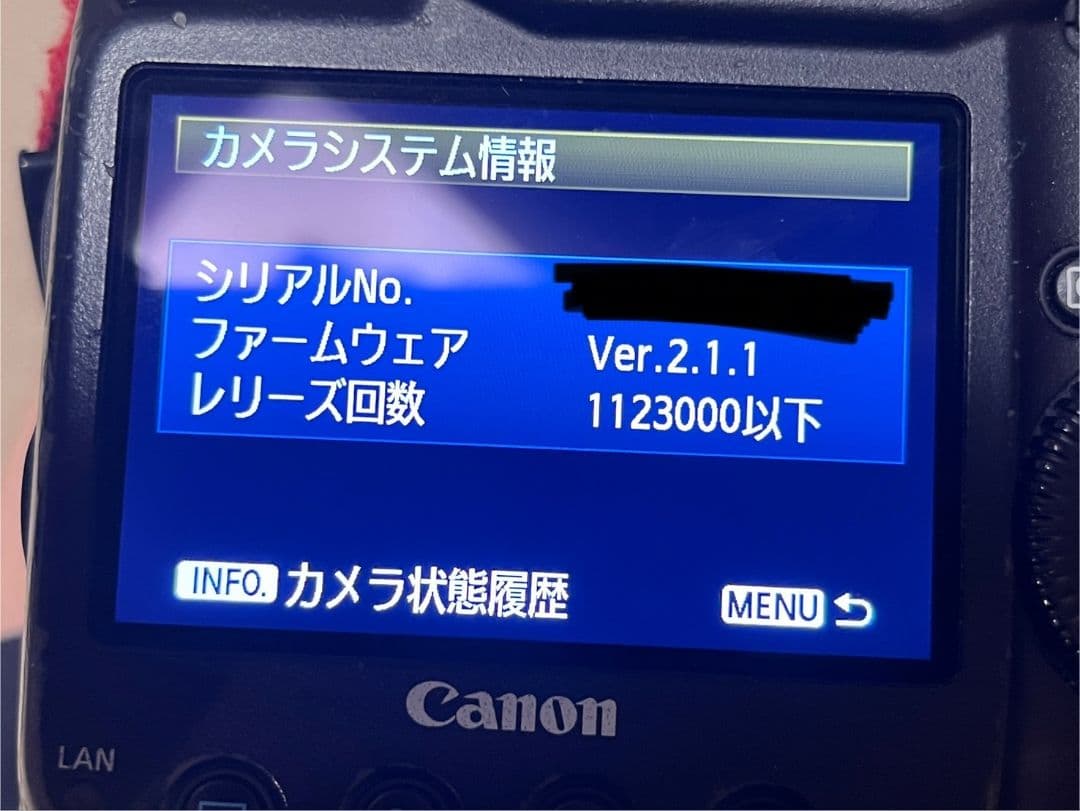 カメラシステム情報
シリアルNo.
ファームウェア Ver.2.1.1
レリーズ回数 1123000以下
INFO. カメラ状態履歴 MENU
Canon
LAN